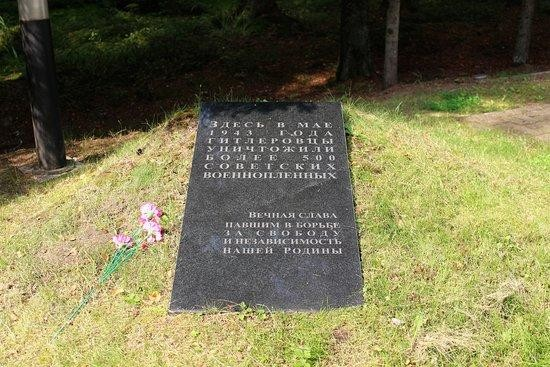 Здесь в мае
1943 года
гитлеровцы
уничтожили
более 500
советских
военнопленных
Вечная слава
павшим в борьбе
за свободу
и независимость
нашей Родины